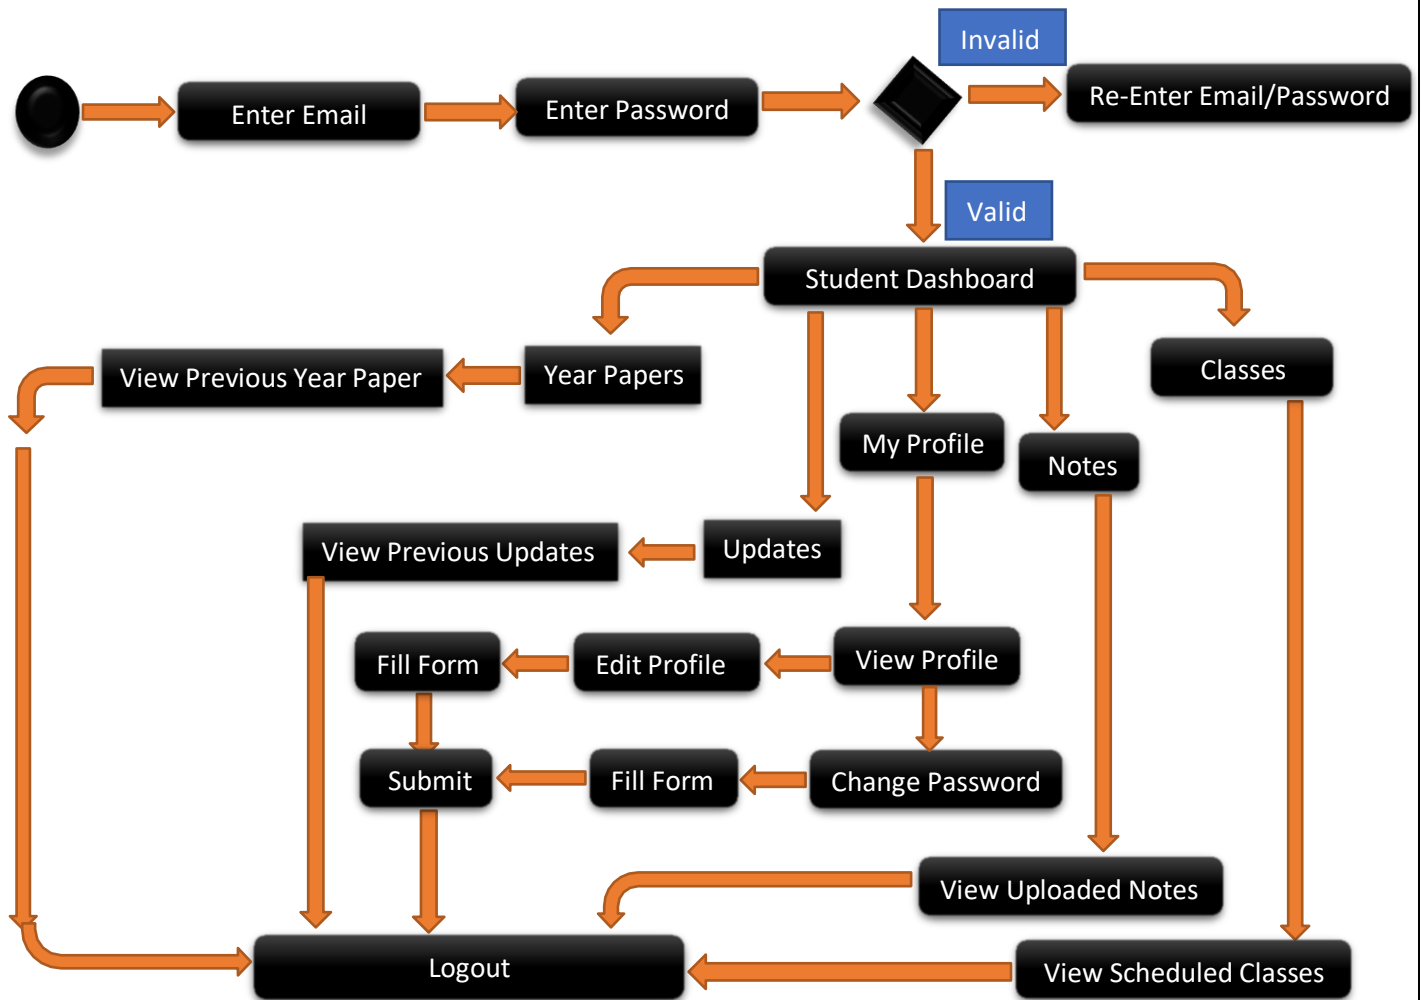 Invalid
Enter Email
Enter Password
Re-Enter Email/Password
Valid
Student Dashboard
View Previous Year Paper
Year Papers
Classes
My Profile
Notes
View Previous Updates
Updates
Fill Form
Edit Profile
View Profile
Submit
Fill Form
Change Password
View Uploaded Notes
Logout
View Scheduled Classes